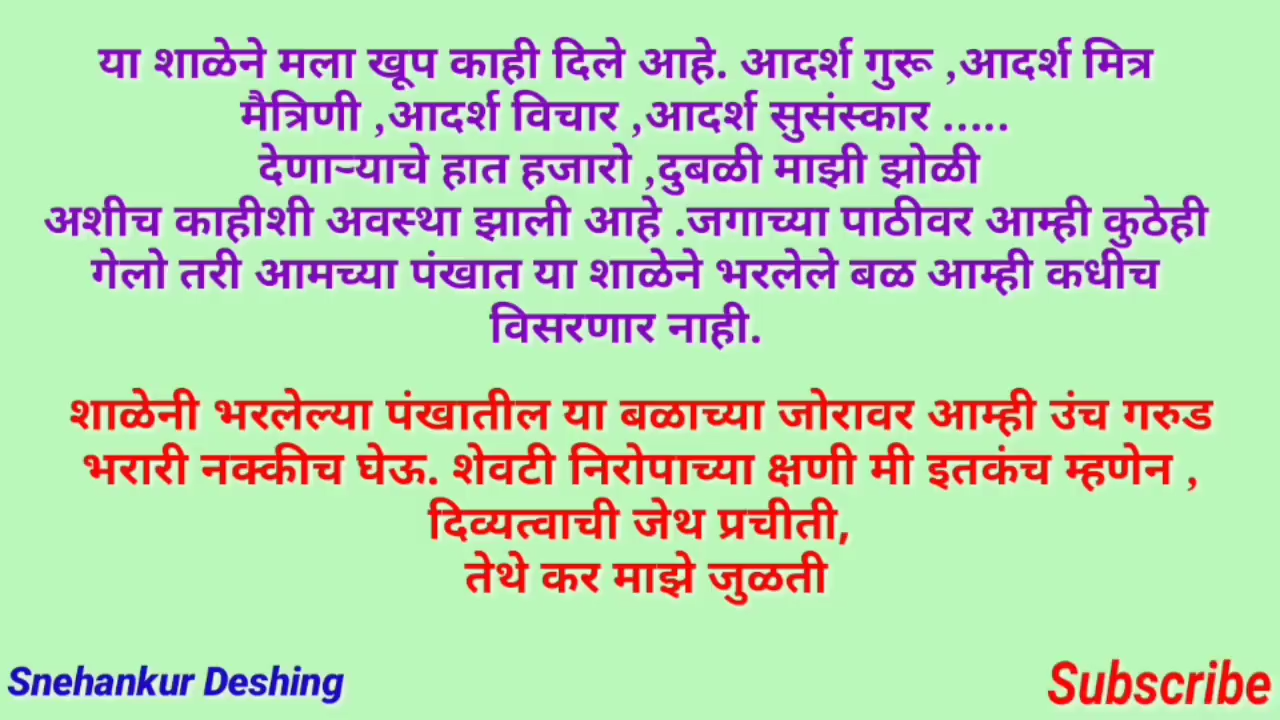 या शाळेने मला खूप काही दिले आहे. आदर्श गुरू ,आदर्श मित्र
मैत्रिणी ,आदर्श विचार ,आदर्श सुसंस्कार .....
देणाऱ्याचे हात हजारो ,दुबळी माझी झोळी
अशीच काहीशी अवस्था झाली आहे .जगाच्या पाठीवर आम्ही कुठेही
गेलो तरी आमच्या पंखात या शाळेने भरलेले बळ आम्ही कधीच
विसरणार नाही.
शाळेनी भरलेल्या पंखातील या बळाच्या जोरावर आम्ही उंच गरुड
भरारी नक्कीच घेऊ. शेवटी निरोपाच्या क्षणी मी इतकंच म्हणेन ,
दिव्यत्वाची जेथ प्रचीती,
तेथे कर माझे जुळती
Snehankur Deshing
Subscribe